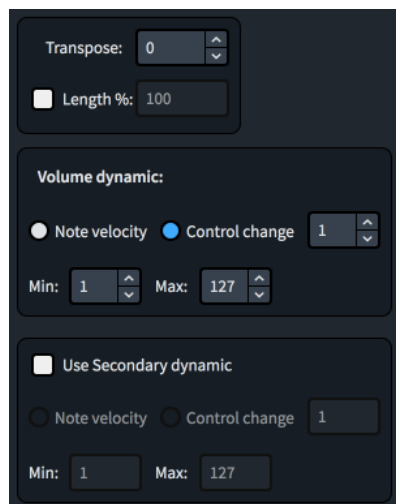 Transpose: 0
Length %: 100
Volume dynamic:
Note velocity Control change 1
Min: 1 Max: 127
Use Secondary dynamic
Note velocity Control change 1
Min: 1 Max: 127